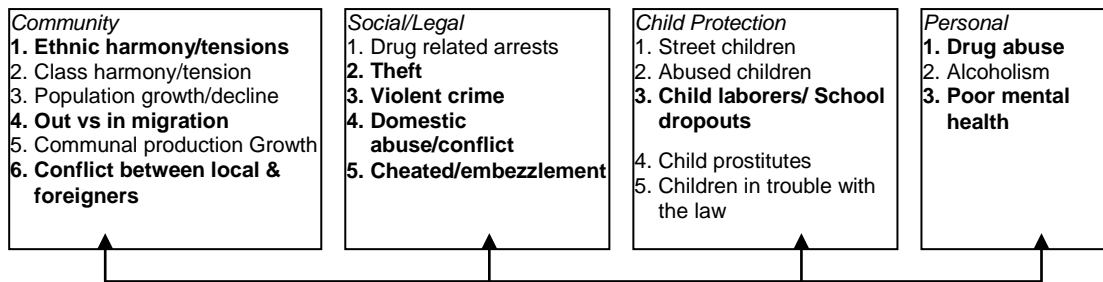 Community
1. Ethnic harmony/tensions
2. Class harmony/tension
3. Population growth/decline
4. Out vs in migration
5. Communal production Growth
6. Conflict between local &
foreigners
Social/Legal
1. Drug related arrests
2. Theft
3. Violent crime
4. Domestic
abuse/conflict
5. Cheated/embezzlement
Child Protection
1. Street children
2. Abused children
3. Child laborers/ School
dropouts
4. Child prostitutes
5. Children in trouble with
the law
Personal
1. Drug abuse
2. Alcoholism
3. Poor mental
health